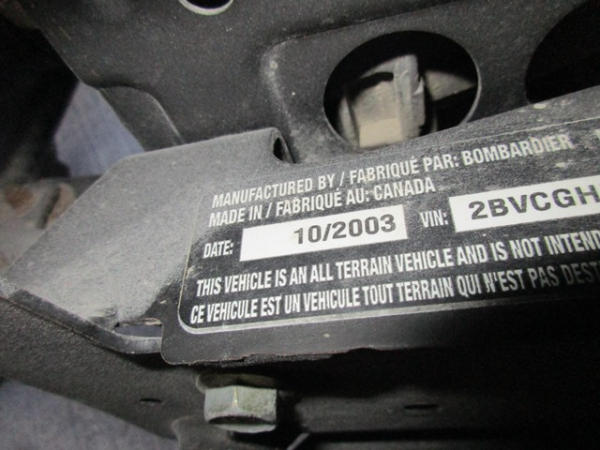 MANUFACTURED BY / FABRIQUÉ PAR: BOMBARDIER
MADE IN / FABRIQUÉ AU: CANADA
DATE: 10/2003 VIN: 2BVCGH
THIS VEHICLE IS AN ALL TERRAIN VEHICLE AND IS NOT INTEND
CE VEHICULE EST UN VEHICULE TOUT TERRAIN QUI N'EST PAS DEST